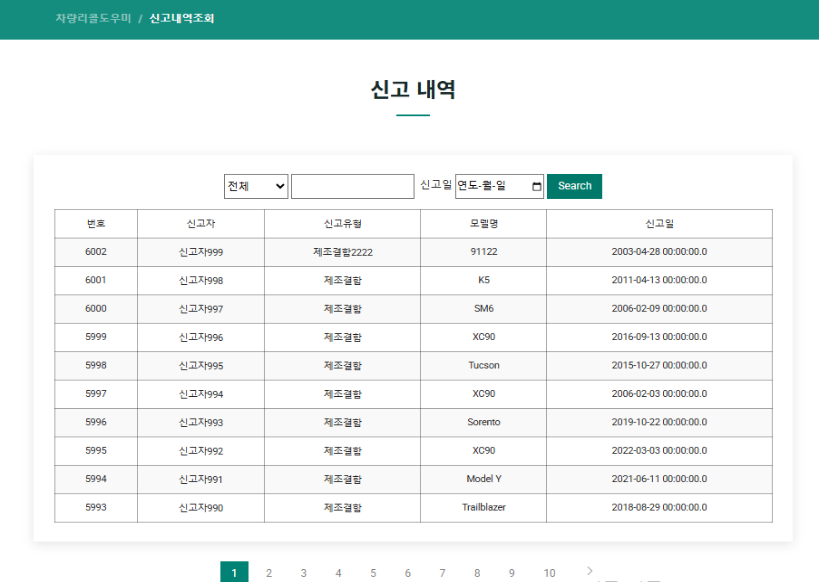 차량리콜도우미 / 신고내역조회
신고 내역
전체 신고일 연도-월-일 Search
번호 신고자 신고유형 모델명 신고일
6002 신고자999 제조결함2222 91122 2003-04-28 00:00:00.0
6001 신고자998 제조결함 K5 2011-04-13 00:00:00.0
6000 신고자997 제조결함 SM6 2006-02-09 00:00:00.0
5999 신고자996 제조결함 XC90 2016-09-13 00:00:00.0
5998 신고자995 제조결함 Tucson 2015-10-27 00:00:00.0
5997 신고자994 제조결함 XC90 2006-02-03 00:00:00.0
5996 신고자993 제조결함 Sorento 2019-10-22 00:00:00.0
5995 신고자992 제조결함 XC90 2022-03-03 00:00:00.0
5994 신고자991 제조결함 Model Y 2021-06-11 00:00:00.0
5993 신고자990 제조결함 Trailblazer 2018-08-29 00:00:00.0
1 2 3 4 5 6 7 8 9 10 >